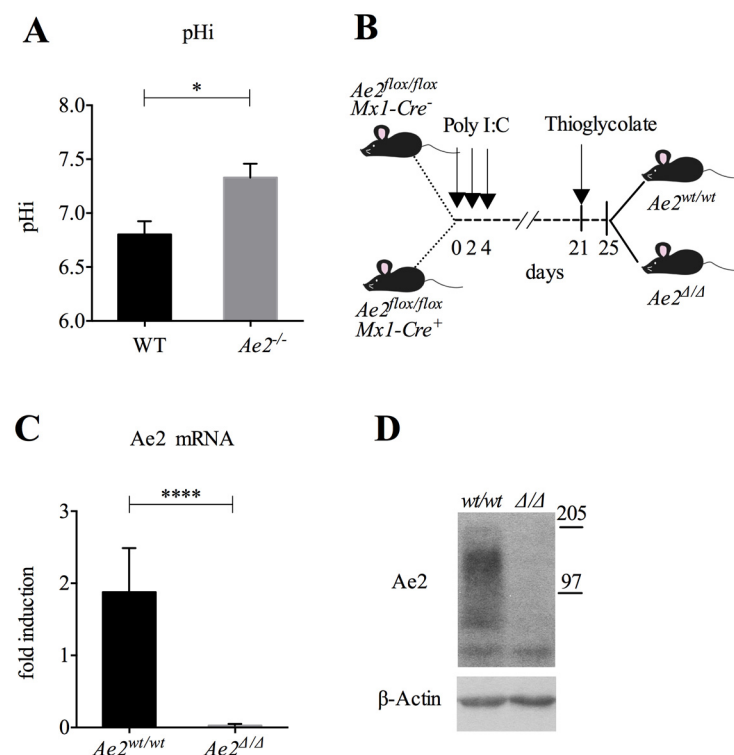 A
pHi
*
8.0
7.5
7.0
6.5
6.0
pHi
WT
Ae2-/-
B
Ae2flox/flox
Mx1-Cre-
Poly I:C
Thioglycolate
Ae2wt/wt
0 2 4
21
25
days
Ae2flox/flox
Mx1-Cre+
Ae2Δ/Δ
C
Ae2 mRNA
****
3
2
1
0
fold induction
Ae2wt/wt
Ae2Δ/Δ
D
wt/wt
Δ/Δ
205
Ae2
97
β-Actin